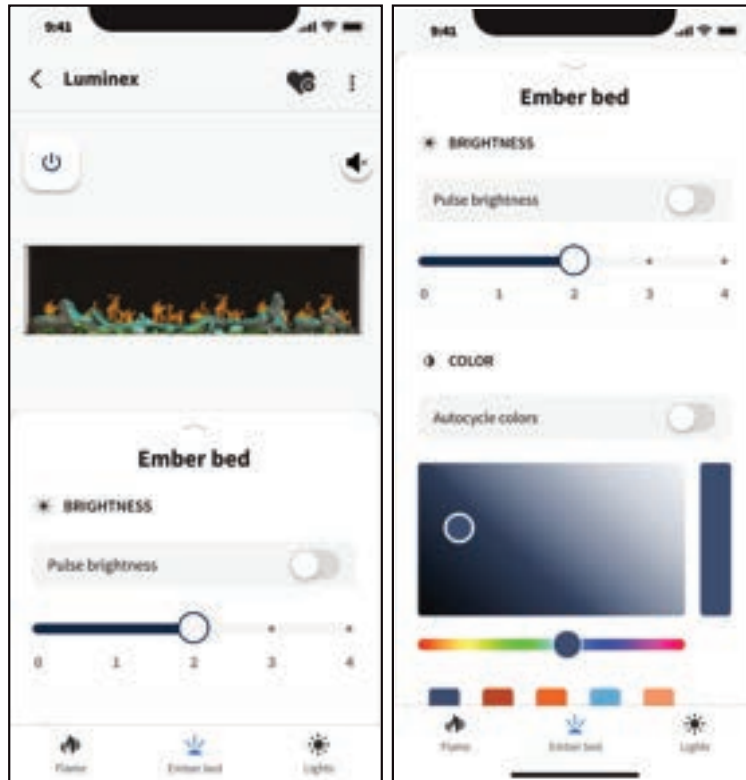 9:41
Luminex
Ember bed
BRIGHTNESS
Pulse brightness
0 1 2 3 4
Flame Ember bed Lights
9:41
Ember bed
BRIGHTNESS
Pulse brightness
0 1 2 3 4
COLOR
Autocycle colors
Flame Ember bed Lights